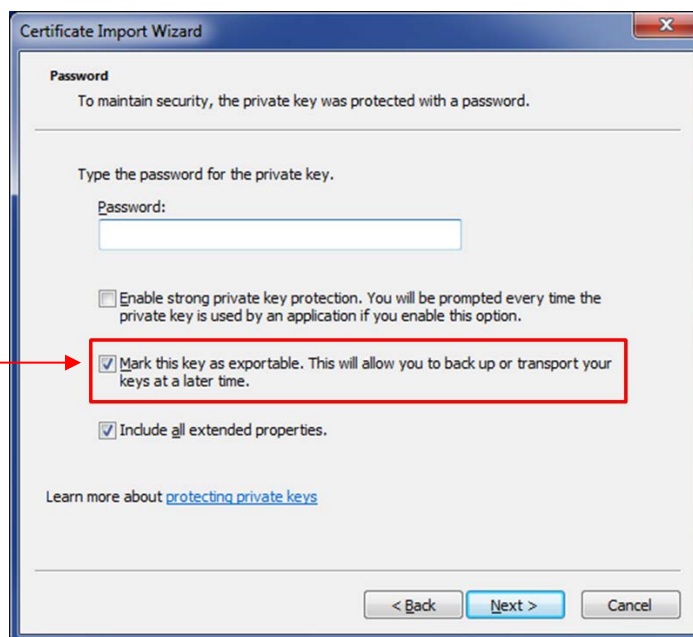 Certificate Import Wizard
Password
To maintain security, the private key was protected with a password.
Type the password for the private key.
Password:
Enable strong private key protection. You will be prompted every time the
private key is used by an application if you enable this option.
Mark this key as exportable. This will allow you to back up or transport your
keys at a later time.
Include all extended properties.
Learn more about protecting private keys
< Back Next > Cancel